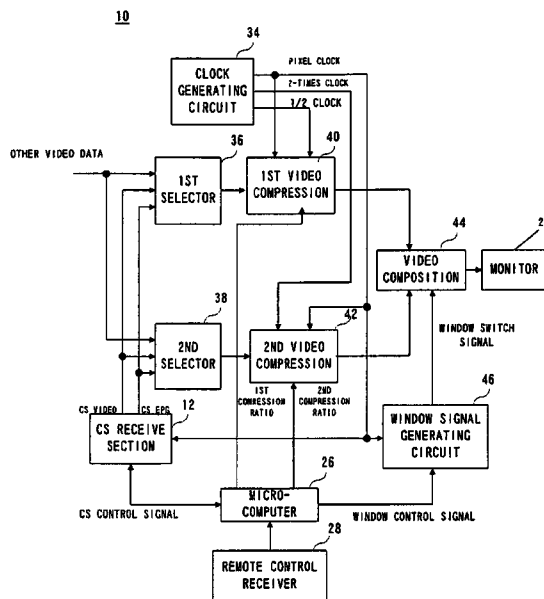 10
34
CLOCK
GENERATING
CIRCUIT
PIXEL CLOCK
2-TIMES CLOCK
1/2 CLOCK
OTHER VIDEO DATA
36
1ST
SELECTOR
40
1ST VIDEO
COMPRESSION
44
VIDEO
COMPOSITION
2
MONITOR
38
2ND
SELECTOR
42
2ND VIDEO
COMPRESSION
WINDOW SWITCH
SIGNAL
1ST
COMRESSION
RATIO
2ND
COMPRESSION
RATIO
CS VIDEO
CS EPG
12
CS RECEIVE
SECTION
46
WINDOW SIGNAL
GENERATING
CIRCUIT
26
MICRO-
COMPUTER
CS CONTROL SIGNAL
WINDOW CONTROL SIGNAL
28
REMOTE CONTROL
RECEIVER